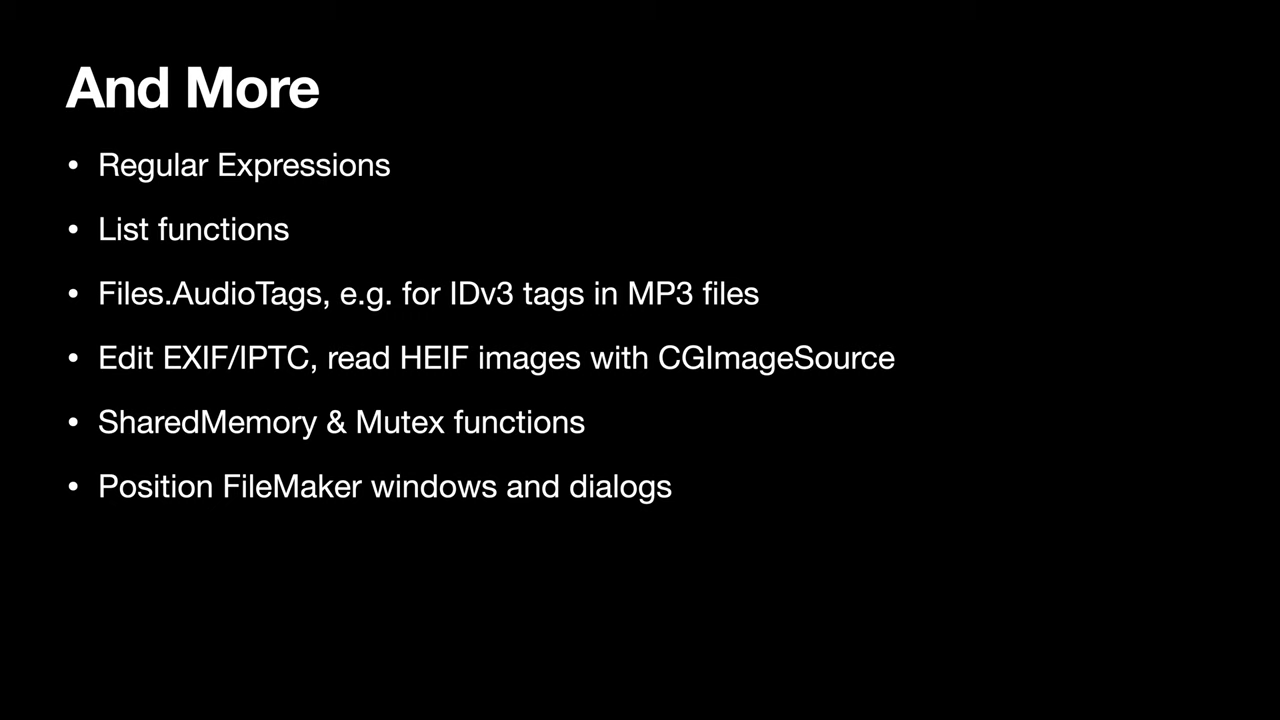 And More
• Regular Expressions
• List functions
• Files.AudioTags, e.g. for IDv3 tags in MP3 files
• Edit EXIF/IPTC, read HEIF images with CGImageSource
• SharedMemory & Mutex functions
• Position FileMaker windows and dialogs